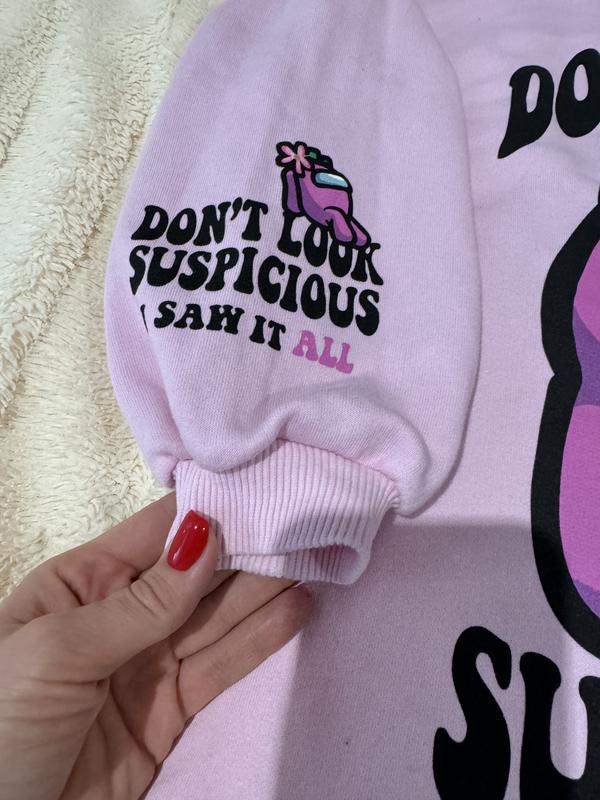 DON'T LOOK
SUSPICIOUS
I SAW IT ALL
DO
SU